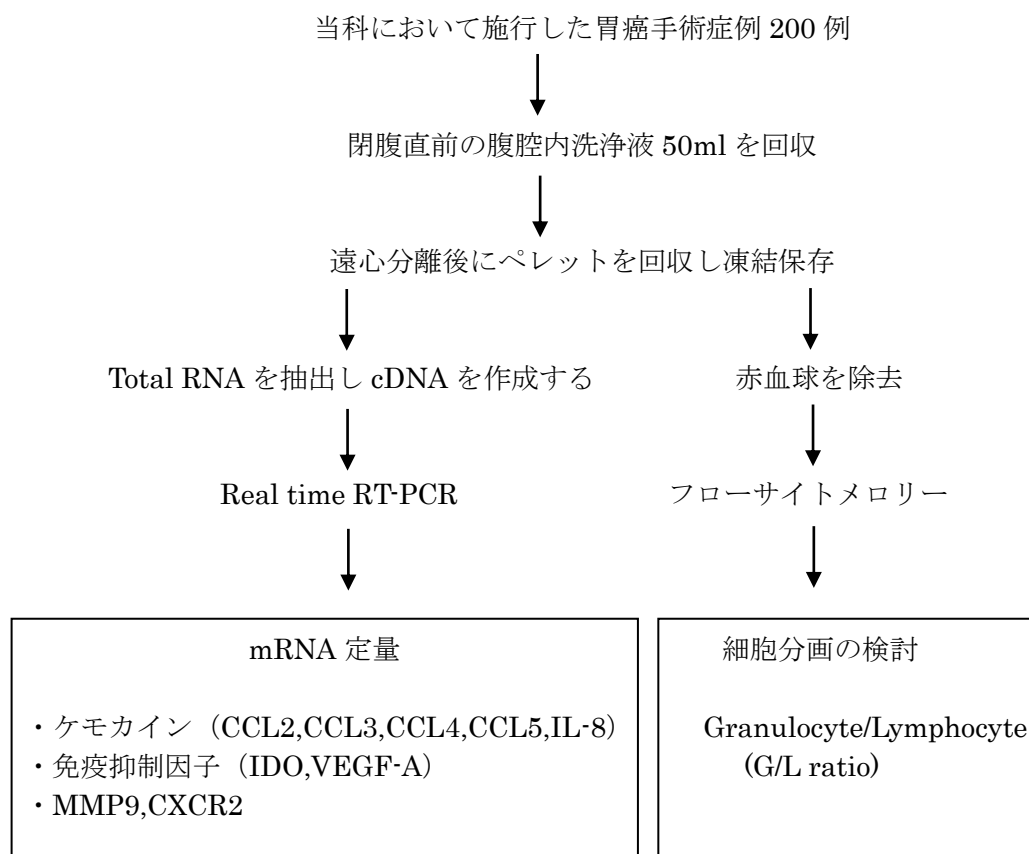 当科において施行した胃癌手術症例 200 例
閉腹直前の腹腔内洗浄液 50ml を回収
遠心分離後にペレットを回収し凍結保存
Total RNA を抽出し cDNA を作成する
赤血球を除去
Real time RT-PCR
フローサイトメロリー
mRNA 定量
・ケモカイン（CCL2,CCL3,CCL4,CCL5,IL-8）
・免疫抑制因子（IDO,VEGF-A）
・MMP9,CXCR2
細胞分画の検討
Granulocyte/Lymphocyte
(G/L ratio)